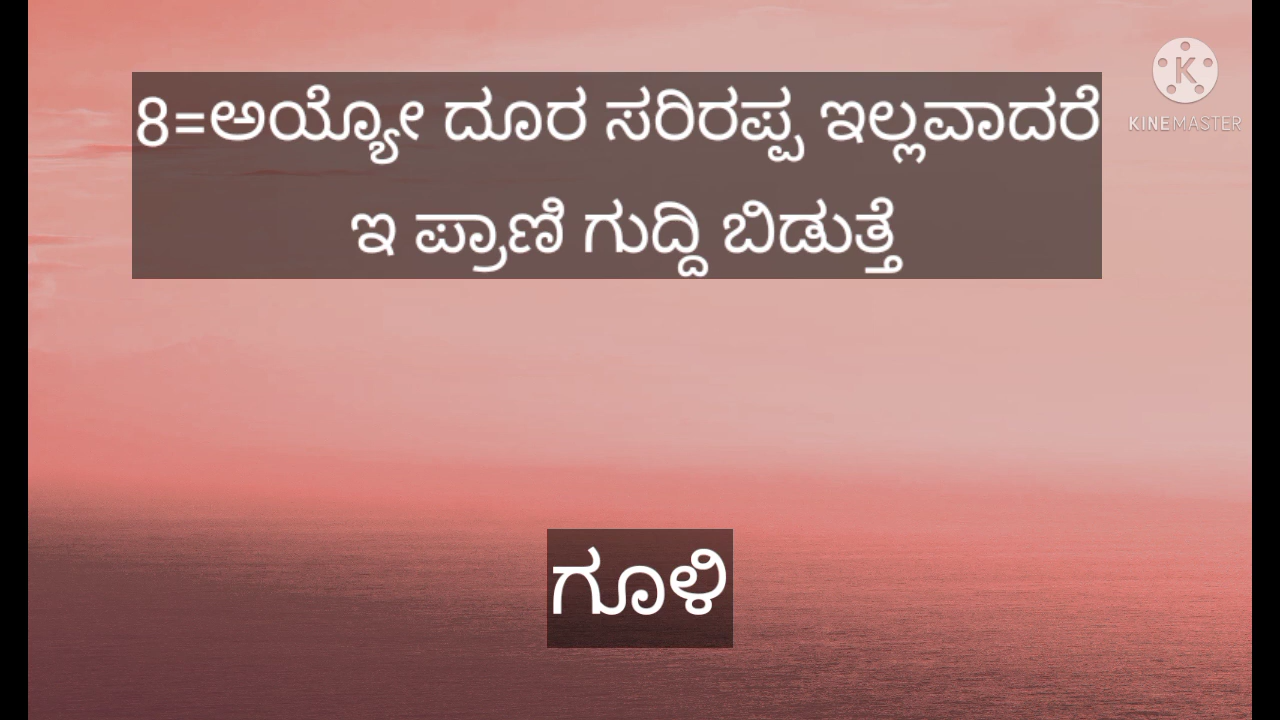 8=ಅಯ್ಯೋ ದೂರ ಸರಿರಪ್ಪ ಇಲ್ಲವಾದರೆ
ಇ ಪ್ರಾಣಿ ಗುದ್ದಿ ಬಿಡುತ್ತೆ
K
KINEMASTER
ಗೂಳಿ